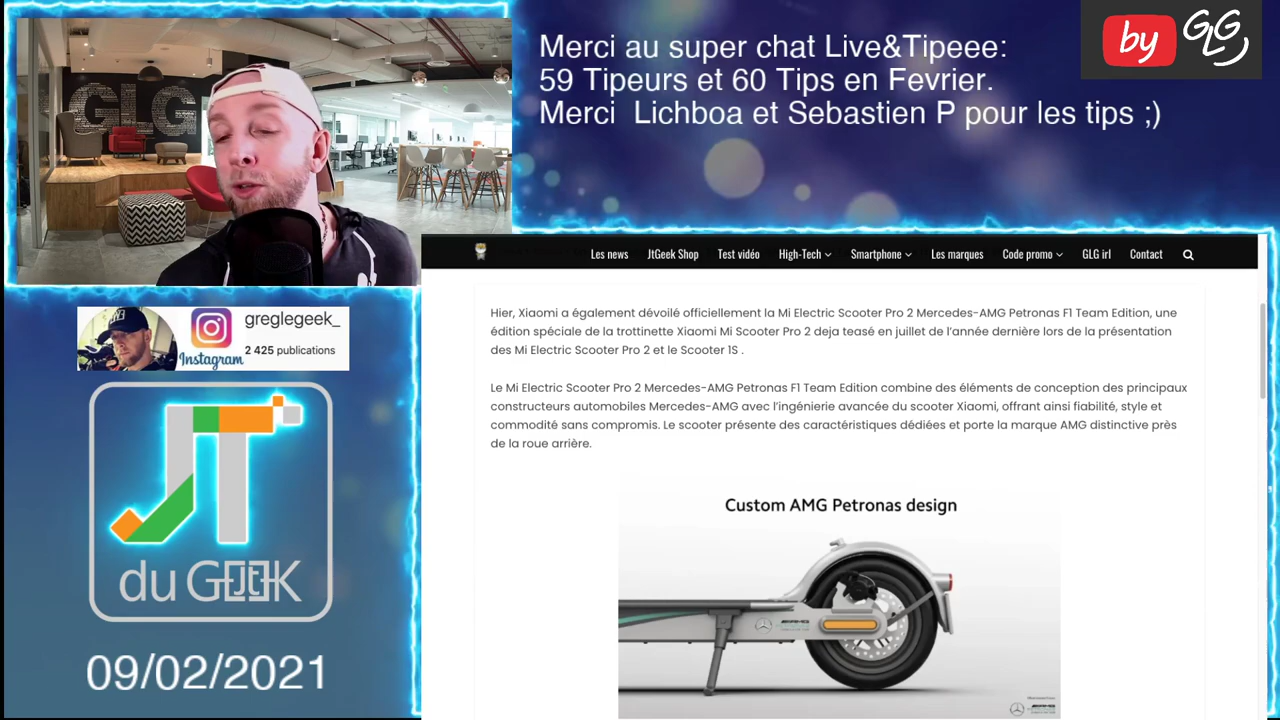 GLG
Merci au super chat Live&Tipeee:
59 Tipeurs et 60 Tips en Fevrier.
Merci Lichboa et Sebastien P pour les tips ;)
by GLG
Les news JtGeek Shop Test vidéo High-Tech Smartphone Les marques Code promo GLG irl Contact
Hier, Xiaomi a également dévoilé officiellement la Mi Electric Scooter Pro 2 Mercedes-AMG Petronas F1 Team Edition, une
édition spéciale de la trottinette Xiaomi Mi Scooter Pro 2 deja teasé en juillet de l'année dernière lors de la présentation
des Mi Electric Scooter Pro 2 et le Scooter 1S .
Le Mi Electric Scooter Pro 2 Mercedes-AMG Petronas F1 Team Edition combine des éléments de conception des principaux
constructeurs automobiles Mercedes-AMG avec l'ingénierie avancée du scooter Xiaomi, offrant ainsi fiabilité, style et
commodité sans compromis. Le scooter présente des caractéristiques dédiées et porte la marque AMG distinctive près
de la roue arrière.
Custom AMG Petronas design
AMG
greglegeek_
2 425 publications
Instagram
JT
du GEEK
09/02/2021